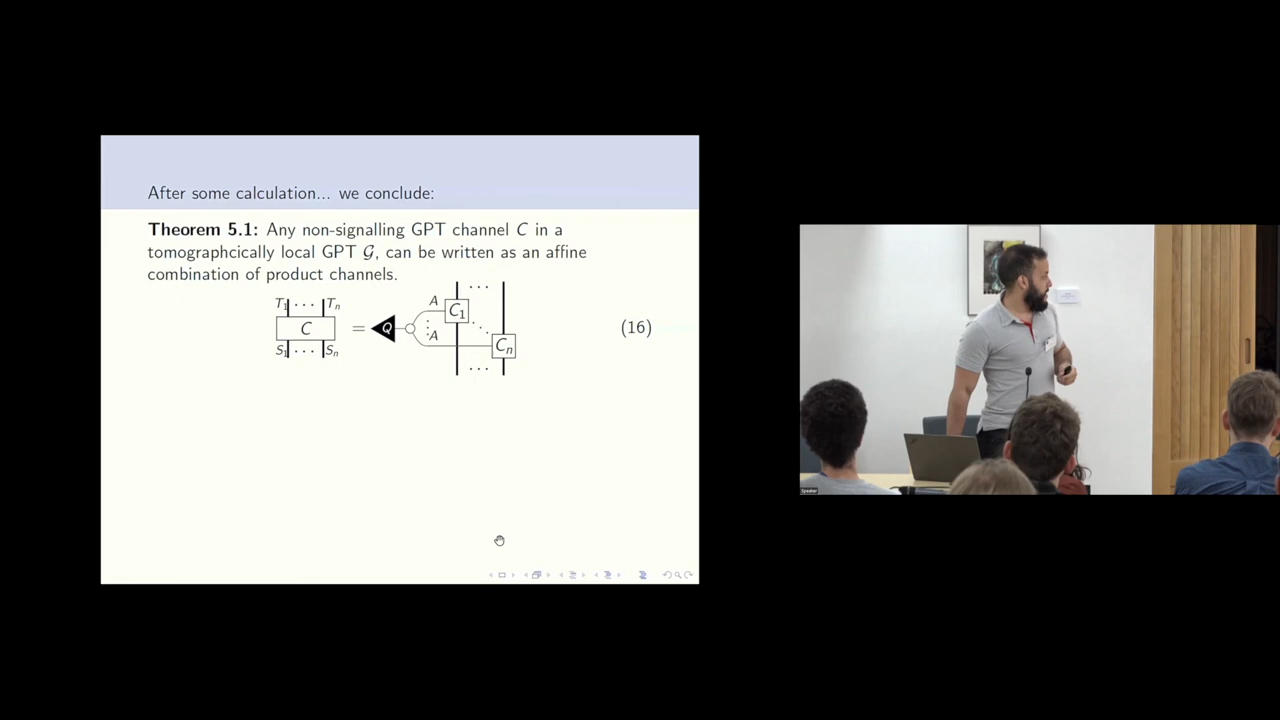 After some calculation... we conclude:
Theorem 5.1: Any non-signalling GPT channel C in a
tomographcically local GPT 𝒢, can be written as an affine
combination of product channels.
T₁ ··· Tₙ
C
S₁ ··· Sₙ
= Q A ⋮ A C₁ ··· ⋱ Cₙ ···
(16)
Speaker